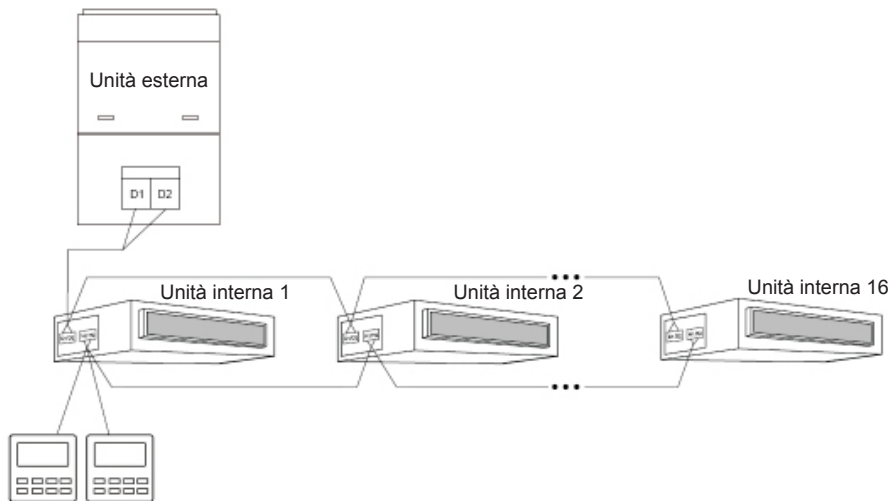 Unità esterna
D1 D2
Unità interna 1
Unità interna 2
Unità interna 16